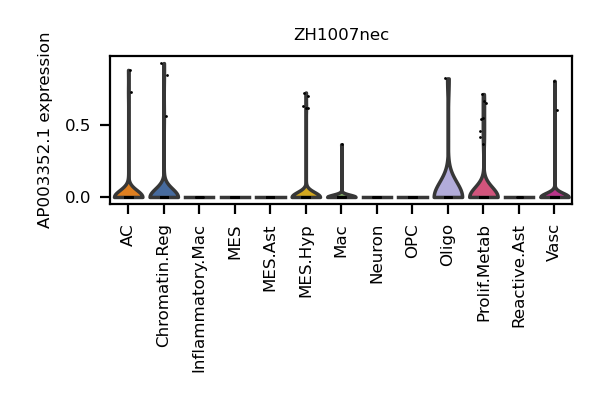 ZH1007nec
AP003352.1 expression
0.5
0.0
AC
Chromatin.Reg
Inflammatory.Mac
MES
MES.Ast
MES.Hyp
Mac
Neuron
OPC
Oligo
Prolif.Metab
Reactive.Ast
Vasc